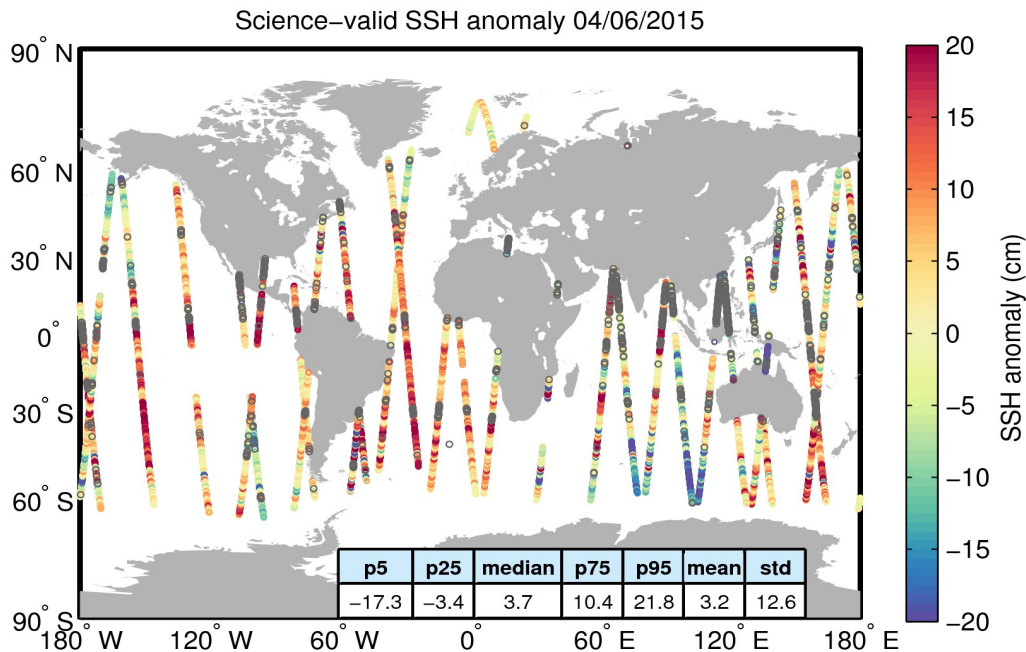 Science−valid SSH anomaly 04/06/2015
90° N
60° N
30° N
0°
30° S
60° S
90° S
180° W
120° W
60° W
0°
60° E
120° E
180° E
p5 p25 median p75 p95 mean std
−17.3 −3.4 3.7 10.4 21.8 3.2 12.6
20
15
10
5
0
−5
−10
−15
−20
SSH anomaly (cm)